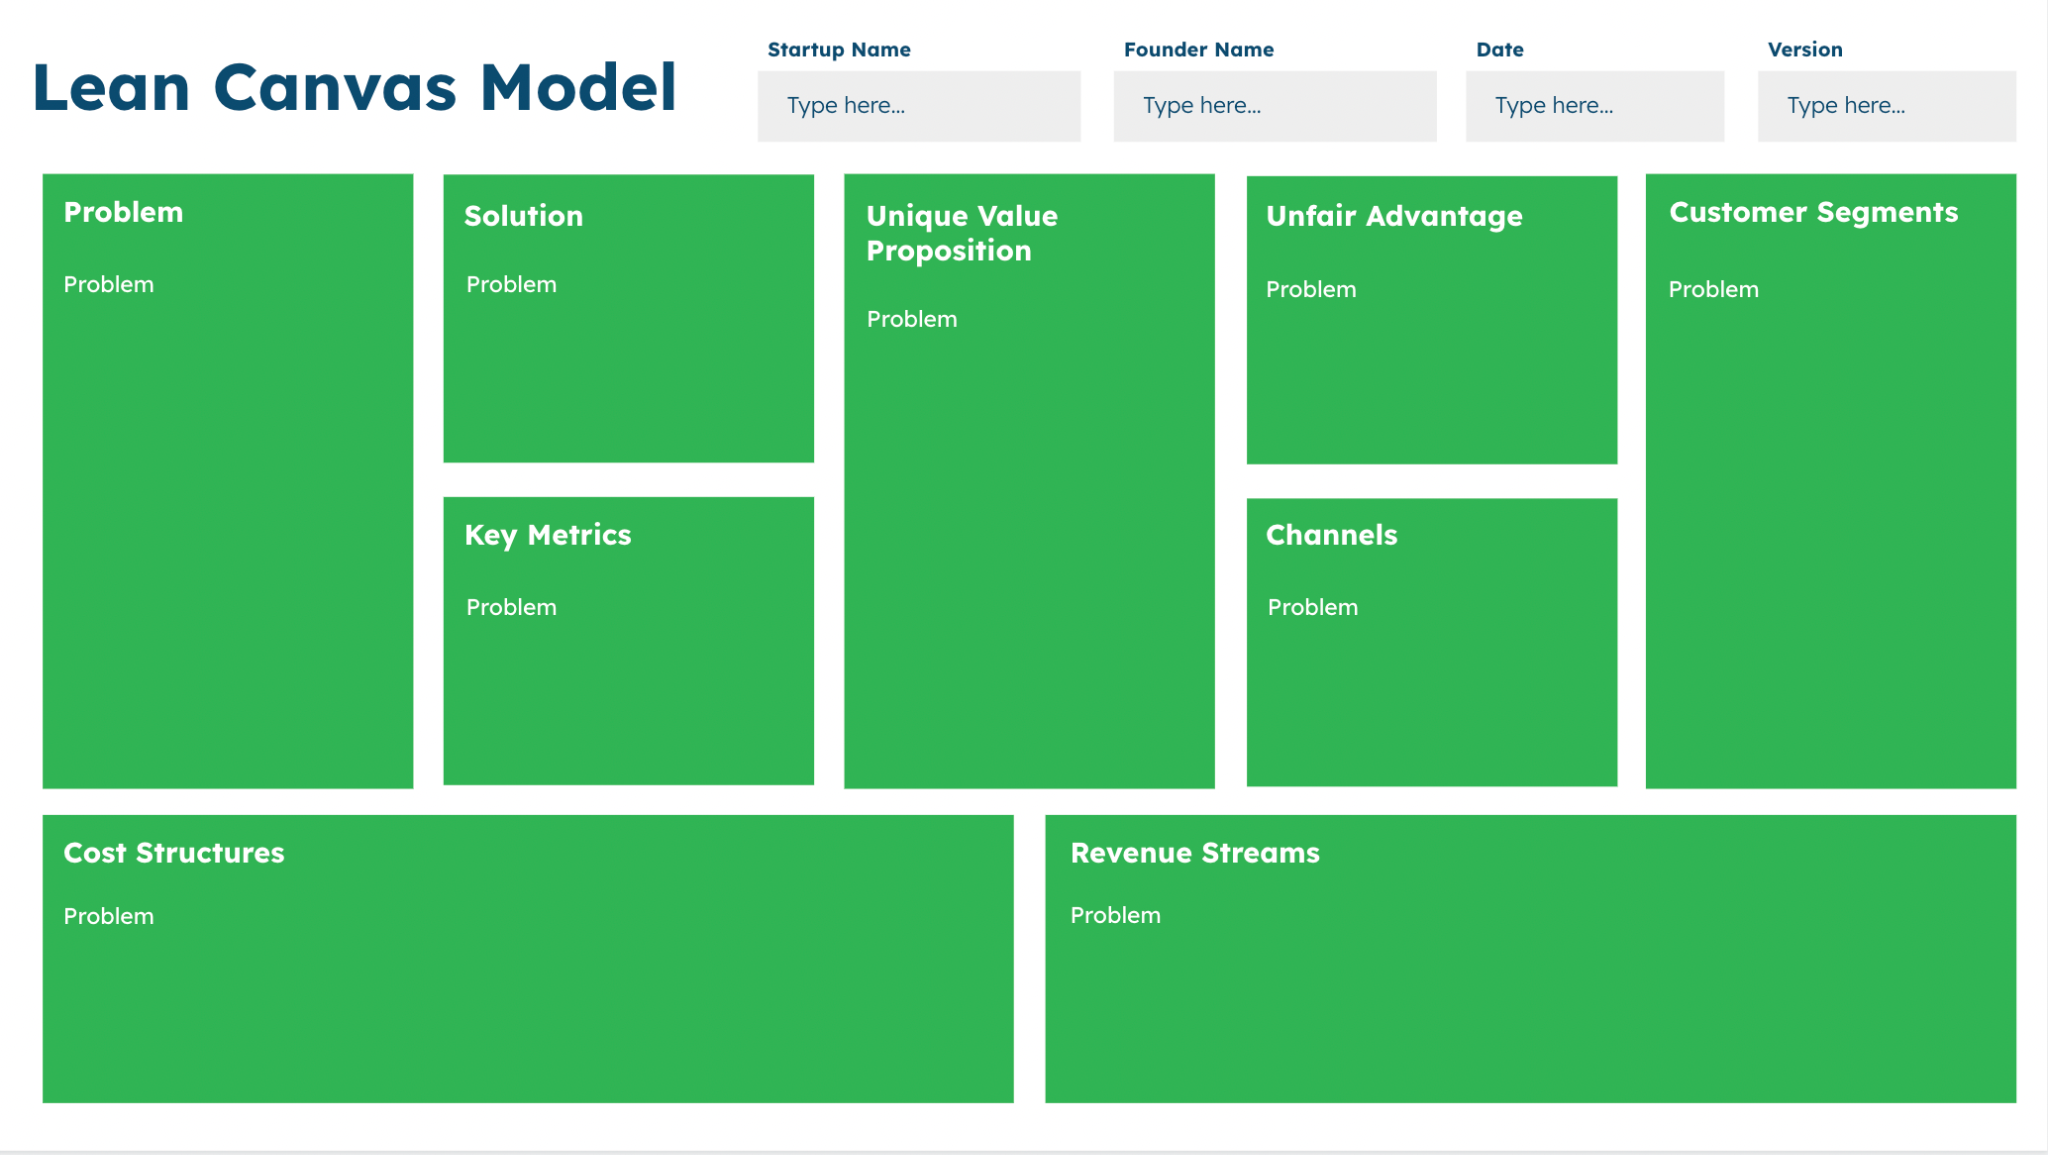 Lean Canvas Model
Startup Name
Type here...
Founder Name
Type here...
Date
Type here...
Version
Type here...
Problem
Problem
Solution
Problem
Key Metrics
Problem
Unique Value
Proposition
Problem
Unfair Advantage
Problem
Channels
Problem
Customer Segments
Problem
Cost Structures
Problem
Revenue Streams
Problem